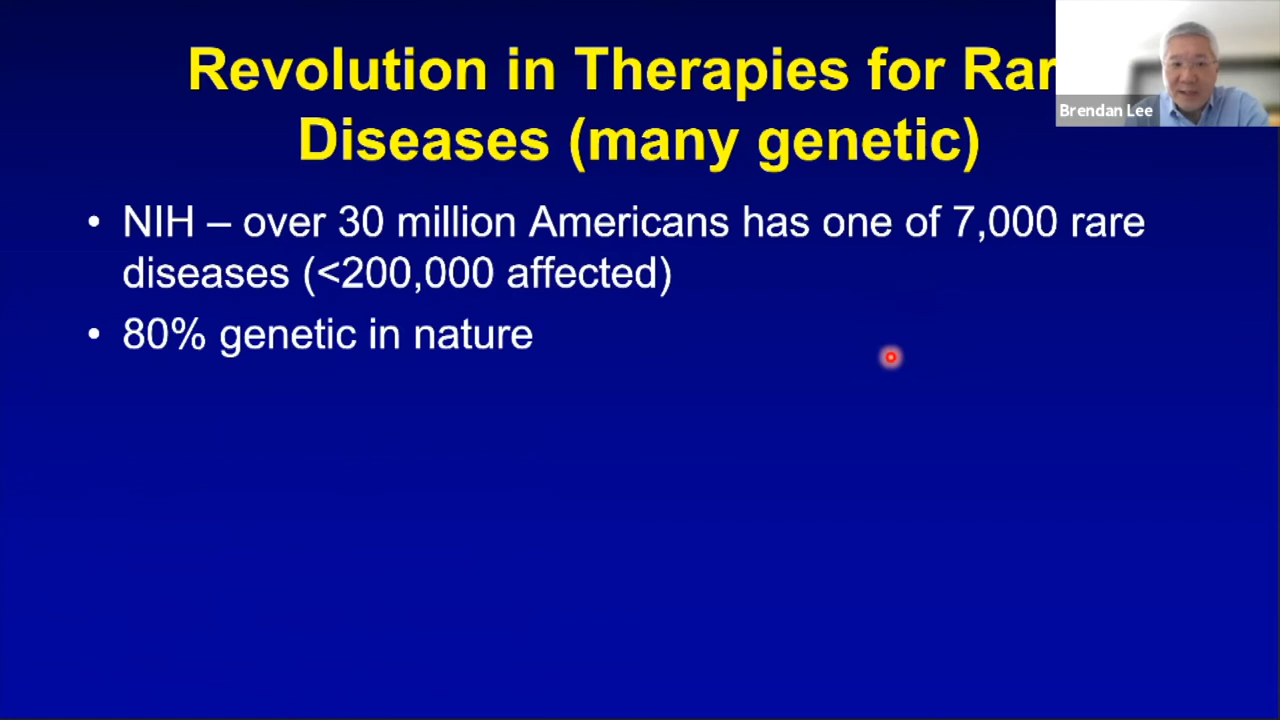 Revolution in Therapies for Rar
Diseases (many genetic)
Brendan Lee
• NIH – over 30 million Americans has one of 7,000 rare
diseases (<200,000 affected)
• 80% genetic in nature